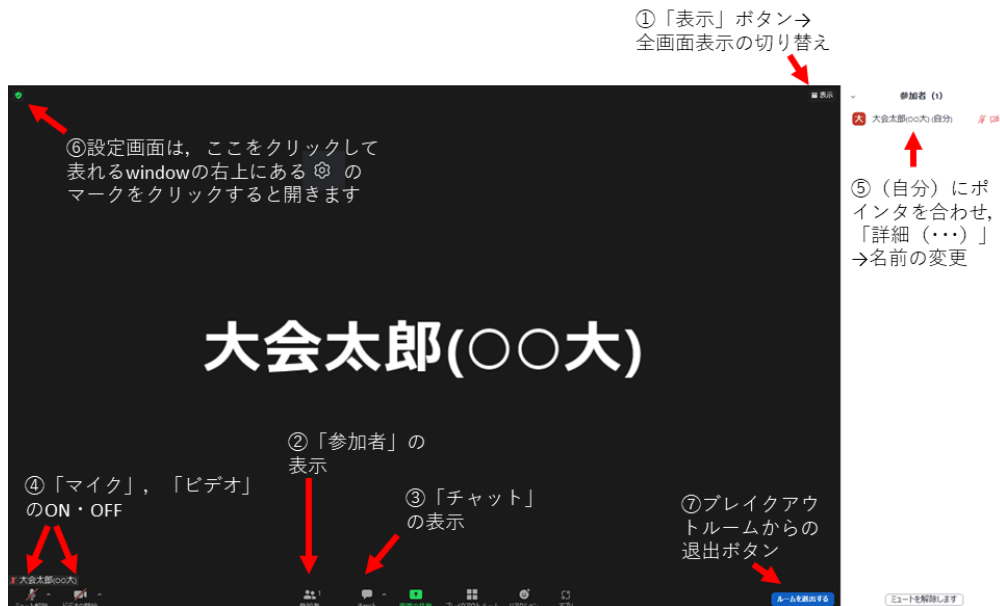 ①「表示」ボタン→
全画面表示の切り替え
表示
参加者 (1)
大 大会太郎(○○大) (自分)
⑥設定画面は，ここをクリックして
表れるwindowの右上にある の
マークをクリックすると開きます
⑤（自分）にポ
インタを合わせ,
「詳細（･･･）」
→名前の変更
大会太郎(○○大)
②「参加者」の
表示
④「マイク」，「ビデオ」
のON・OFF
③「チャット」
の表示
⑦ブレイクアウ
トルームからの
退出ボタン
大会太郎(○○大)
1
ルームを退出する
ミュートを解除します